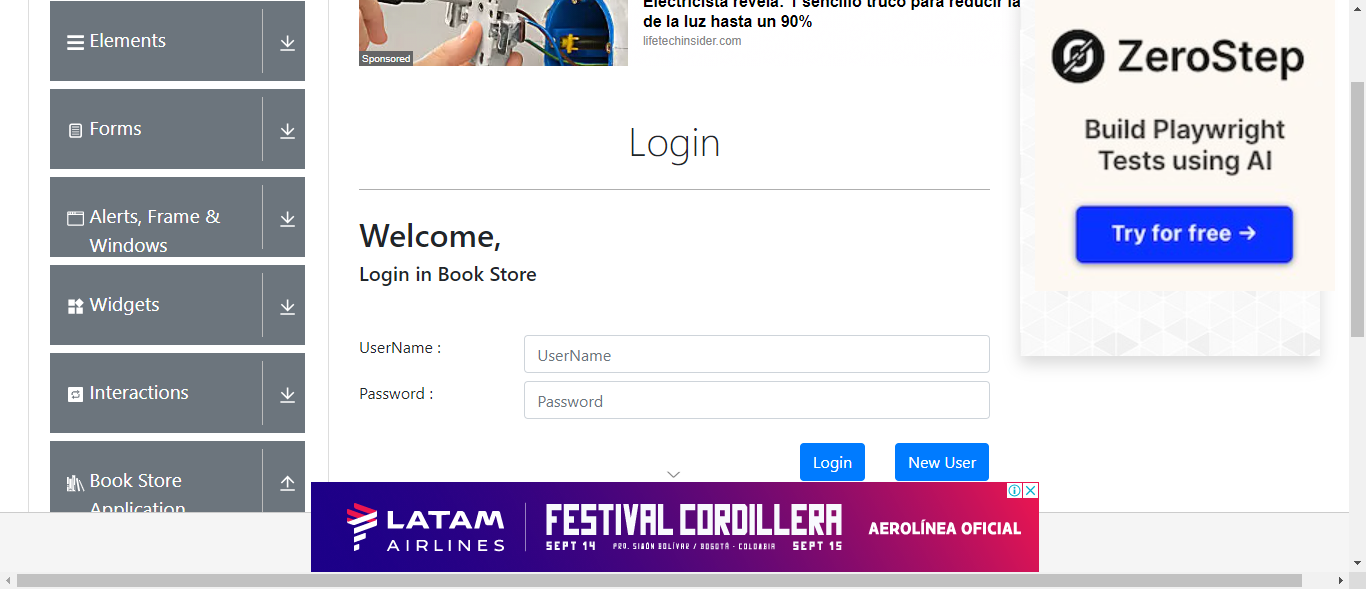 Elements
Forms
Alerts, Frame &
Windows
Widgets
Interactions
Book Store
Application
Sponsored
Electricista revela: 1 sencillo truco para reducir la
de la luz hasta un 90%
lifetechinsider.com
Login
Welcome,
Login in Book Store
UserName :
UserName
Password :
Password
Login
New User
ZeroStep
Build Playwright
Tests using AI
Try for free →
LATAM
AIRLINES
FESTIVAL CORDILLERA
SEPT 14 PRQ. SIMÓN BOLÍVAR / BOGOTÁ - COLOMBIA SEPT 15
AEROLÍNEA OFICIAL